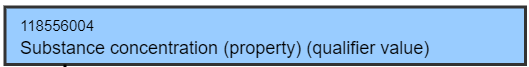 118556004
Substance concentration (property) (qualifier value)